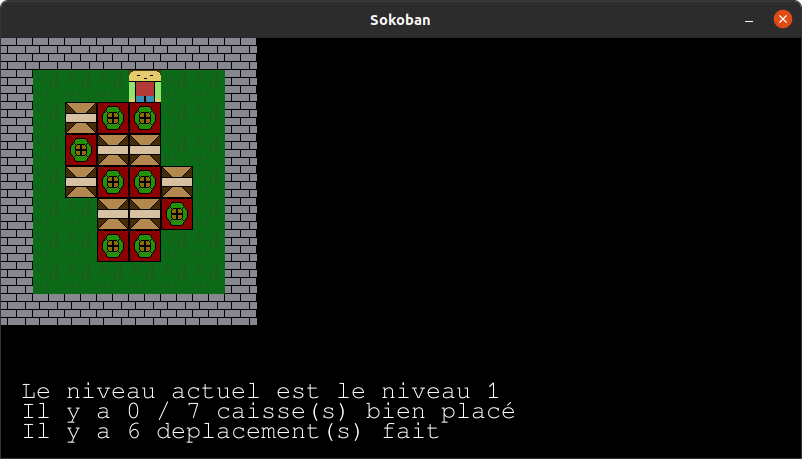 Sokoban
Le niveau actuel est le niveau 1
Il y a 0 / 7 caisse(s) bien placé
Il y a 6 deplacement(s) fait